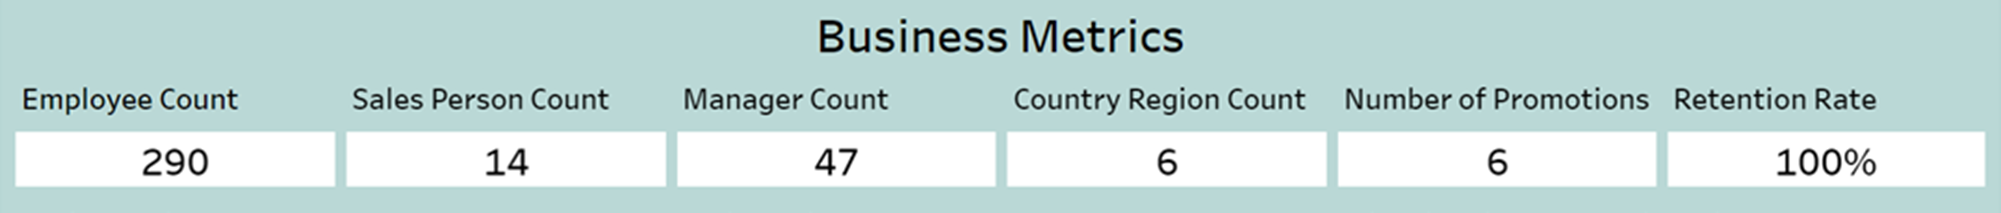 Business Metrics
Employee Count Sales Person Count Manager Count Country Region Count Number of Promotions Retention Rate
290 14 47 6 6 100%